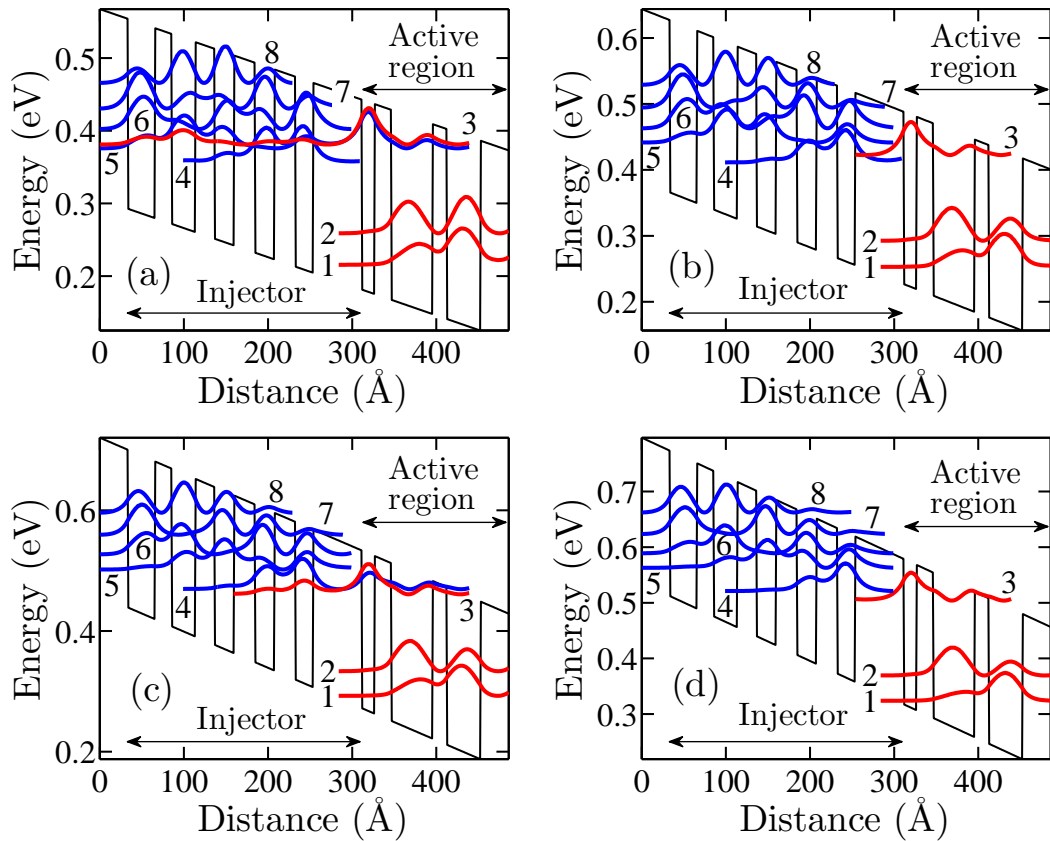 0.5
0.4
0.3
0.2
Energy (eV)
8
7
6
5
4
3
2
1
Active
region
(a)
Injector
0 100 200 300 400
Distance (Å)
0.6
0.5
0.4
0.3
0.2
Energy (eV)
8
7
6
5
4
3
2
1
Active
region
(b)
Injector
0 100 200 300 400
Distance (Å)
0.6
0.4
0.2
Energy (eV)
8
7
6
5
4
3
2
1
Active
region
(c)
Injector
0 100 200 300 400
Distance (Å)
0.7
0.6
0.5
0.4
0.3
Energy (eV)
8
7
6
5
4
3
2
1
Active
region
(d)
Injector
0 100 200 300 400
Distance (Å)